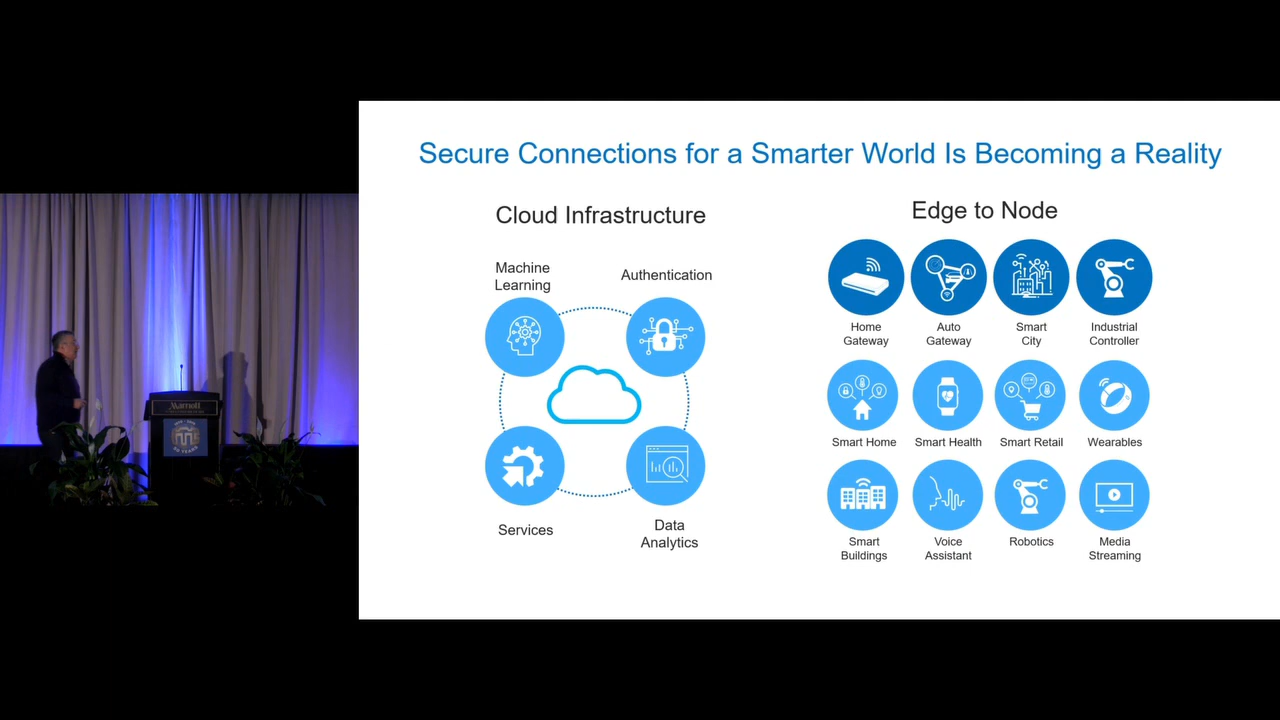 Secure Connections for a Smarter World Is Becoming a Reality
Cloud Infrastructure
Machine
Learning
Authentication
Services
Data
Analytics
Edge to Node
Home
Gateway
Auto
Gateway
Smart
City
Industrial
Controller
Smart Home
Smart Health
Smart Retail
Wearables
Smart
Buildings
Voice
Assistant
Robotics
Media
Streaming
Marriott